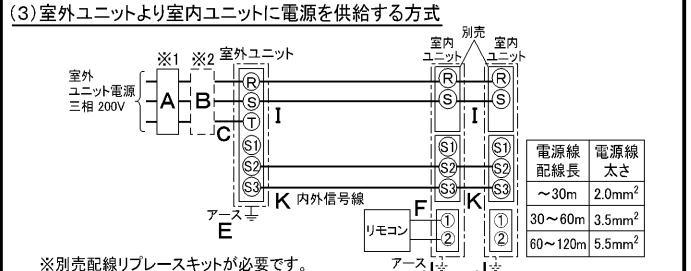 (3)室外ユニットより室内ユニットに電源を供給する方式
※1 ※2 室外ユニット
別売
室内ユニット
室内ユニット
室外
ユニット電源
三相 200V
A
B
C
R
S
T
S1
S2
S3
I
R
S
S1
S2
S3
I
R
S
S1
S2
S3
K 内外信号線
K
アース
E
F
リモコン
①
②
①
②
アース
電源線配線長 電源線太さ
～30m 2.0mm²
30～60m 3.5mm²
60～120m 5.5mm²
※別売配線リプレースキットが必要です。